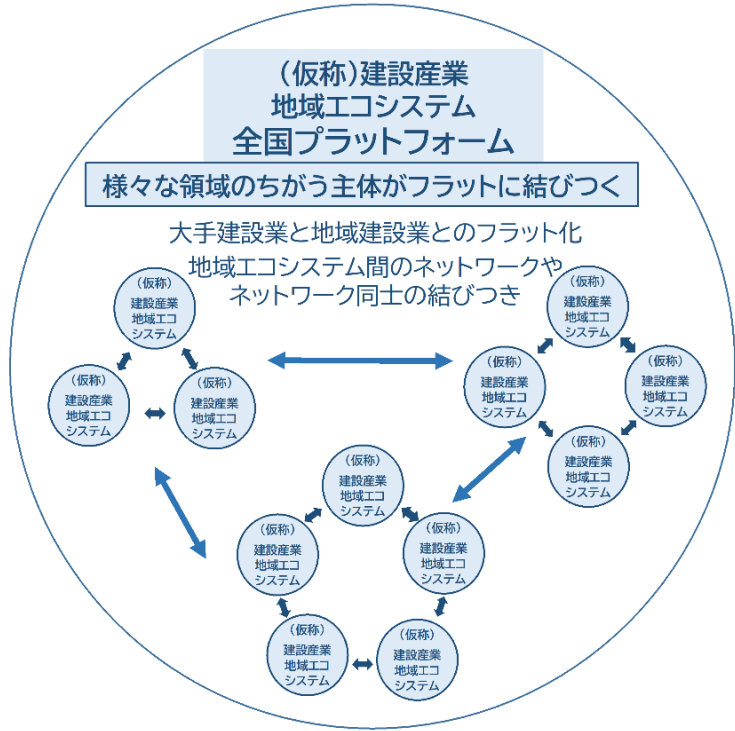 （仮称）建設産業
地域エコシステム
全国プラットフォーム
様々な領域のちがう主体がフラットに結びつく
大手建設業と地域建設業とのフラット化
地域エコシステム間のネットワークや
ネットワーク同士の結びつき
（仮称）
建設産業
地域エコ
システム
（仮称）
建設産業
地域エコ
システム
（仮称）
建設産業
地域エコ
システム
（仮称）
建設産業
地域エコ
システム
（仮称）
建設産業
地域エコ
システム
（仮称）
建設産業
地域エコ
システム
（仮称）
建設産業
地域エコ
システム
（仮称）
建設産業
地域エコ
システム
（仮称）
建設産業
地域エコ
システム
（仮称）
建設産業
地域エコ
システム
（仮称）
建設産業
地域エコ
システム
（仮称）
建設産業
地域エコ
システム